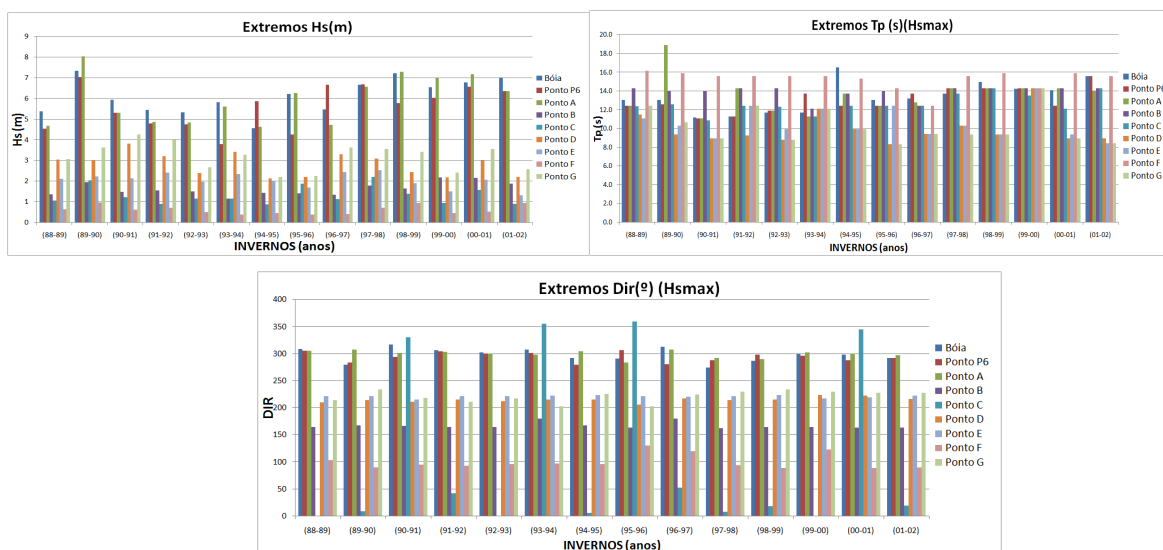 Extremos Hs(m)
Hs (m)
9
8
7
6
5
4
3
2
1
0
(88-89) (89-90) (90-91) (91-92) (92-93) (93-94) (94-95) (95-96) (96-97) (97-98) (98-99) (99-00) (00-01) (01-02)
INVERNOS (anos)
Bóia
Ponto P6
Ponto A
Ponto B
Ponto C
Ponto D
Ponto E
Ponto F
Ponto G
Extremos Tp (s)(Hsmax)
Tp(s)
20.0
18.0
16.0
14.0
12.0
10.0
8.0
6.0
4.0
2.0
0.0
(88-89) (89-90) (90-91) (91-92) (92-93) (93-94) (94-95) (95-96) (96-97) (97-98) (98-99) (99-00) (00-01) (01-02)
INVERNOS (anos)
Bóia
Ponto P6
Ponto A
Ponto B
Ponto C
Ponto D
Ponto E
Ponto F
Ponto G
Extremos Dir(º) (Hsmax)
DIR
400
350
300
250
200
150
100
50
0
(88-89) (89-90) (90-91) (91-92) (92-93) (93-94) (94-95) (95-96) (96-97) (97-98) (98-99) (99-00) (00-01) (01-02)
INVERNOS (anos)
Bóia
Ponto P6
Ponto A
Ponto B
Ponto C
Ponto D
Ponto E
Ponto F
Ponto G